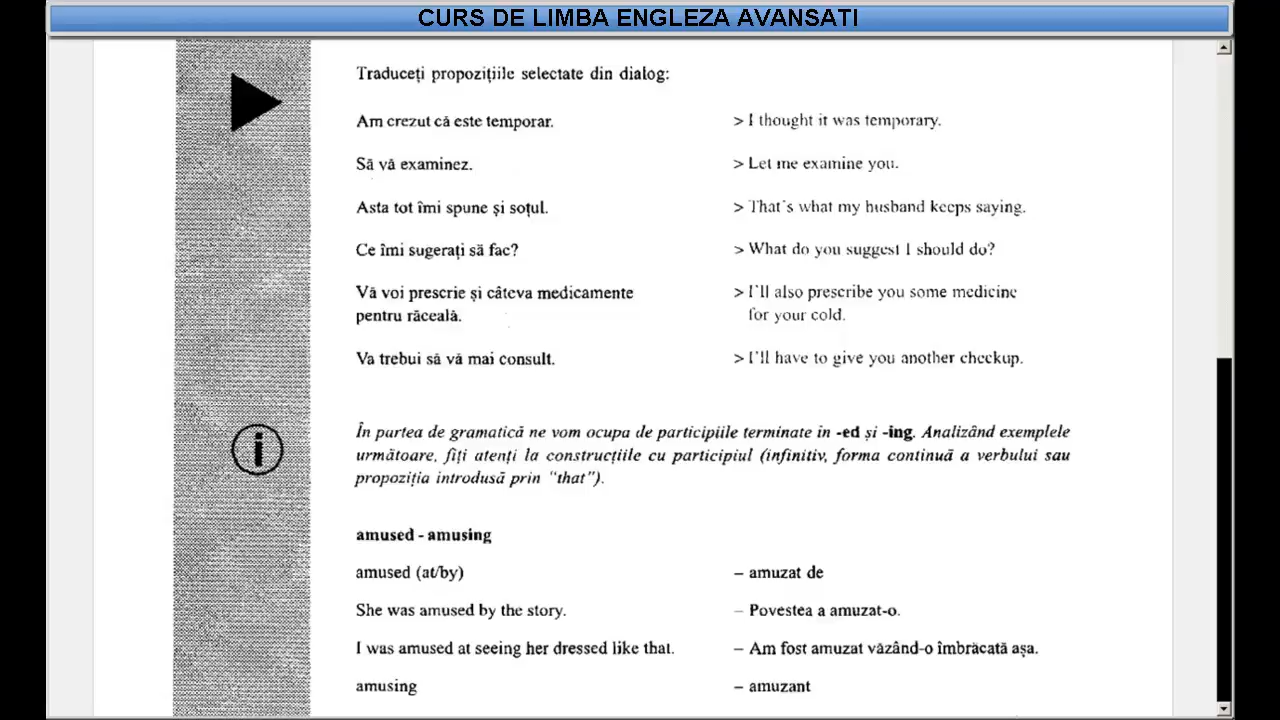 CURS DE LIMBA ENGLEZA AVANSATI
Traduceți propozițiile selectate din dialog:
Am crezut că este temporar. > I thought it was temporary.
Să vă examinez. > Let me examine you.
Asta tot îmi spune și soțul. > That's what my husband keeps saying.
Ce îmi sugerați să fac? > What do you suggest I should do?
Vă voi prescrie și câteva medicamente > I'll also prescribe you some medicine
pentru răceală. for your cold.
Va trebui să vă mai consult. > I'll have to give you another checkup.
În partea de gramatică ne vom ocupa de participiile terminate in -ed și -ing. Analizând exemplele
următoare, fiți atenți la construcțiile cu participiul (infinitiv, forma continuă a verbului sau
propoziția introdusă prin "that").
amused - amusing
amused (at/by) – amuzat de
She was amused by the story. – Povestea a amuzat-o.
I was amused at seeing her dressed like that. – Am fost amuzat văzând-o îmbrăcată așa.
amusing – amuzant